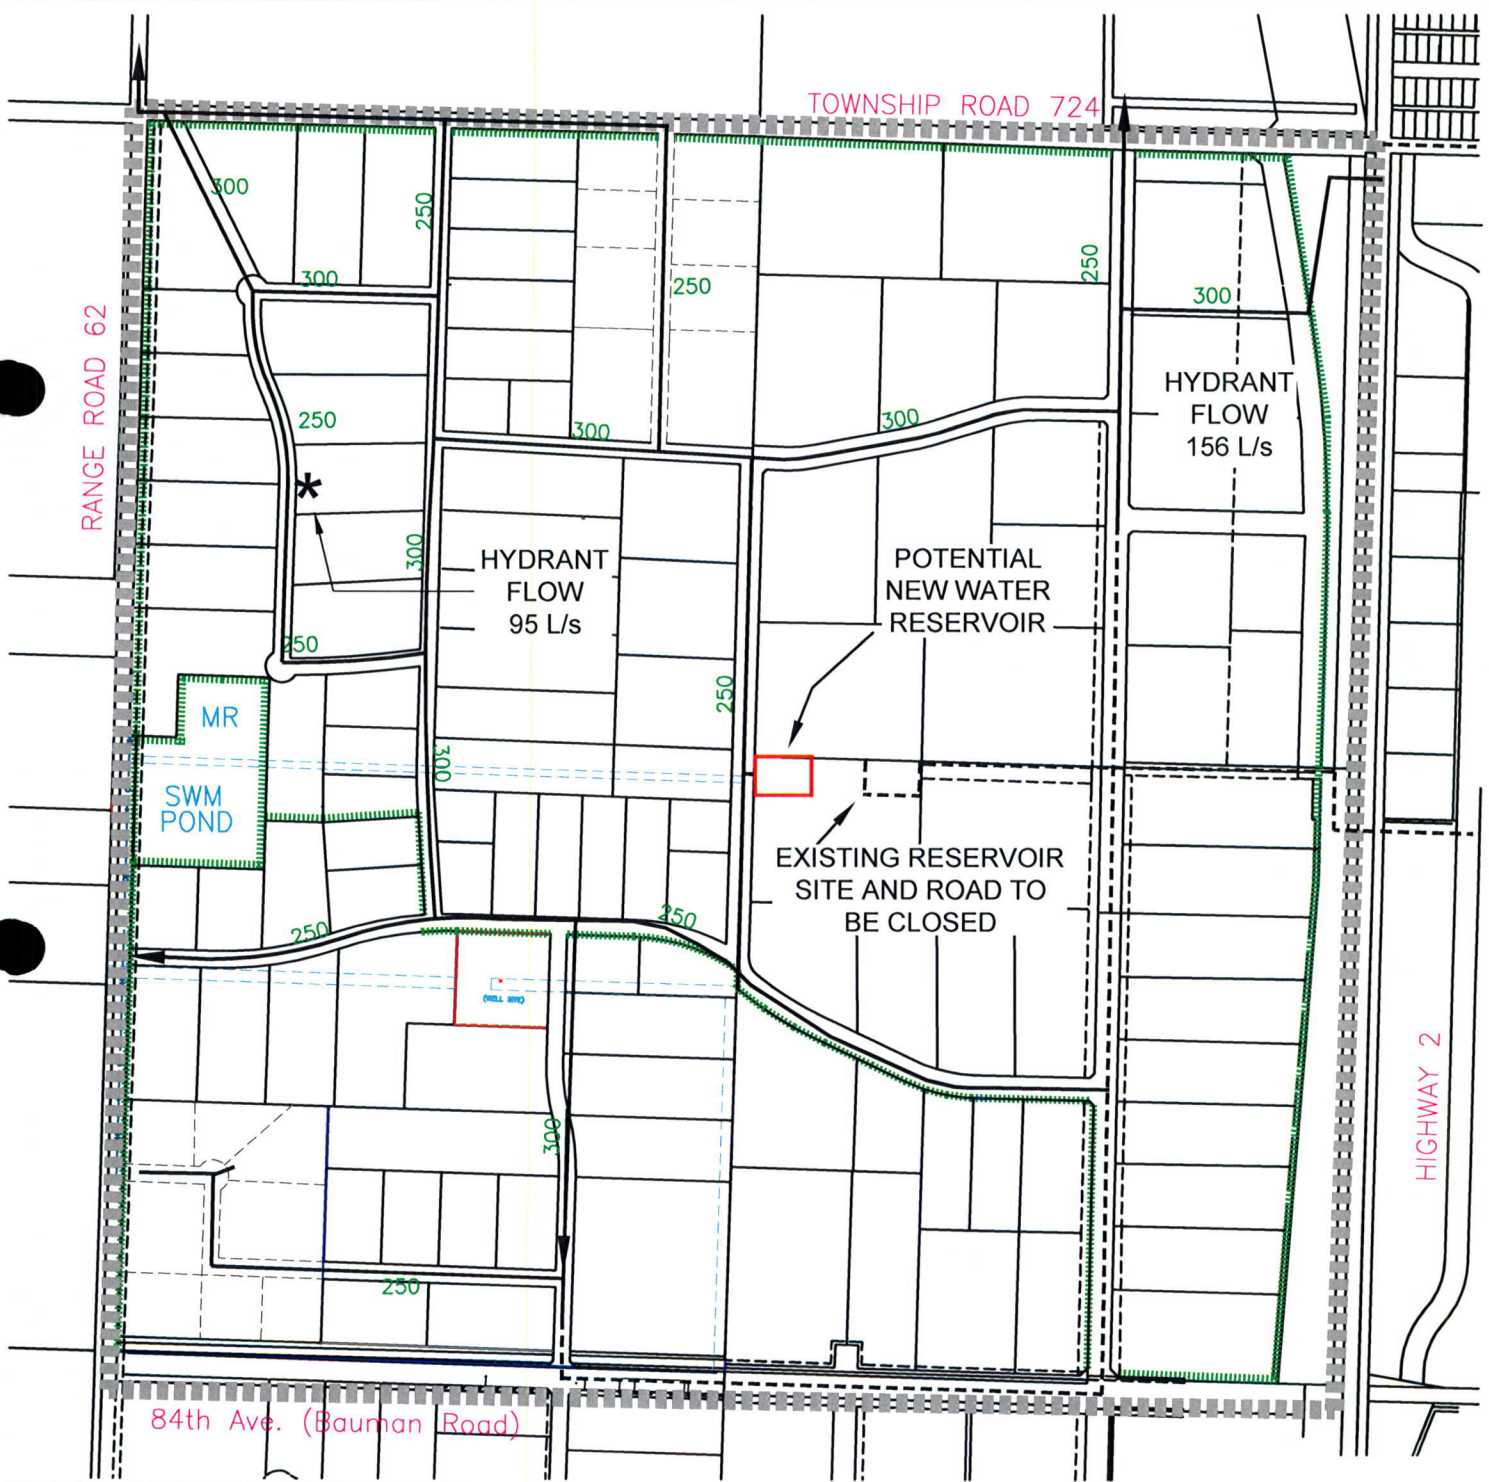 TOWNSHIP ROAD 724
300
250
300
250
250
300
RANGE ROAD 62
250
300
300
HYDRANT
FLOW
156 L/s
*
300
HYDRANT
FLOW
95 L/s
POTENTIAL
NEW WATER
RESERVOIR
250
250
MR
300
SWM
POND
EXISTING RESERVOIR
SITE AND ROAD TO
BE CLOSED
250
250
300
HIGHWAY 2
250
84th Ave. (Bauman Road)